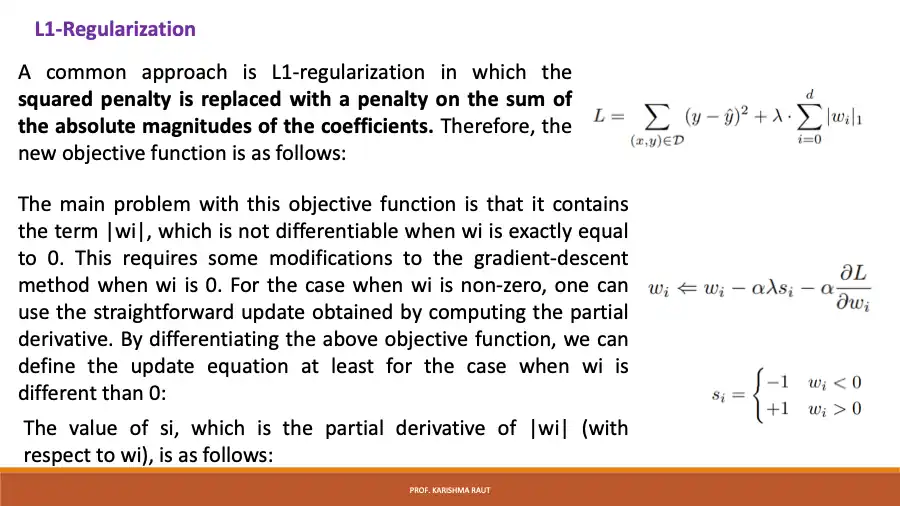 L1-Regularization
A common approach is L1-regularization in which the
squared penalty is replaced with a penalty on the sum of
the absolute magnitudes of the coefficients. Therefore, the
new objective function is as follows:
L = ∑_{(x,y)∈𝒟} (y − ŷ)² + λ · ∑_{i=0}^{d} |w_i|_1
The main problem with this objective function is that it contains
the term |wi|, which is not differentiable when wi is exactly equal
to 0. This requires some modifications to the gradient-descent
method when wi is 0. For the case when wi is non-zero, one can
use the straightforward update obtained by computing the partial
derivative. By differentiating the above objective function, we can
define the update equation at least for the case when wi is
different than 0:
w_i ⇐ w_i − αλs_i − α ∂L/∂w_i
The value of si, which is the partial derivative of |wi| (with
respect to wi), is as follows:
s_i = { −1 w_i < 0
+1 w_i > 0
PROF. KARISHMA RAUT